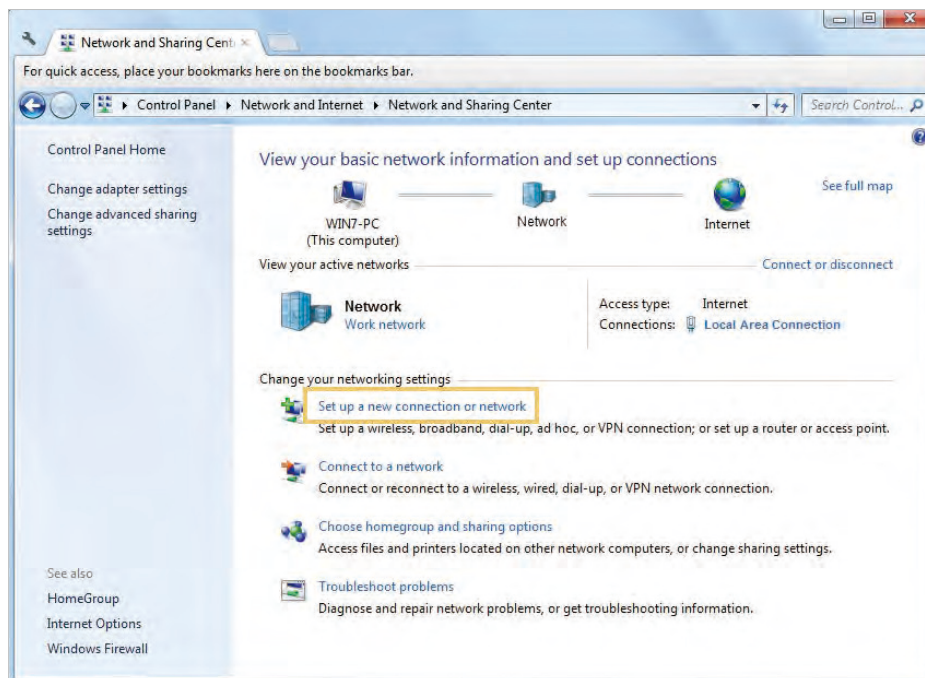 Network and Sharing Cent
For quick access, place your bookmarks here on the bookmarks bar.
Control Panel Network and Internet Network and Sharing Center
Search Control...
Control Panel Home
Change adapter settings
Change advanced sharing
settings
View your basic network information and set up connections
See full map
WIN7-PC
(This computer)
Network
Internet
View your active networks
Connect or disconnect
Network
Work network
Access type: Internet
Connections: Local Area Connection
Change your networking settings
Set up a new connection or network
Set up a wireless, broadband, dial-up, ad hoc, or VPN connection; or set up a router or access point.
Connect to a network
Connect or reconnect to a wireless, wired, dial-up, or VPN network connection.
Choose homegroup and sharing options
Access files and printers located on other network computers, or change sharing settings.
Troubleshoot problems
Diagnose and repair network problems, or get troubleshooting information.
See also
HomeGroup
Internet Options
Windows Firewall